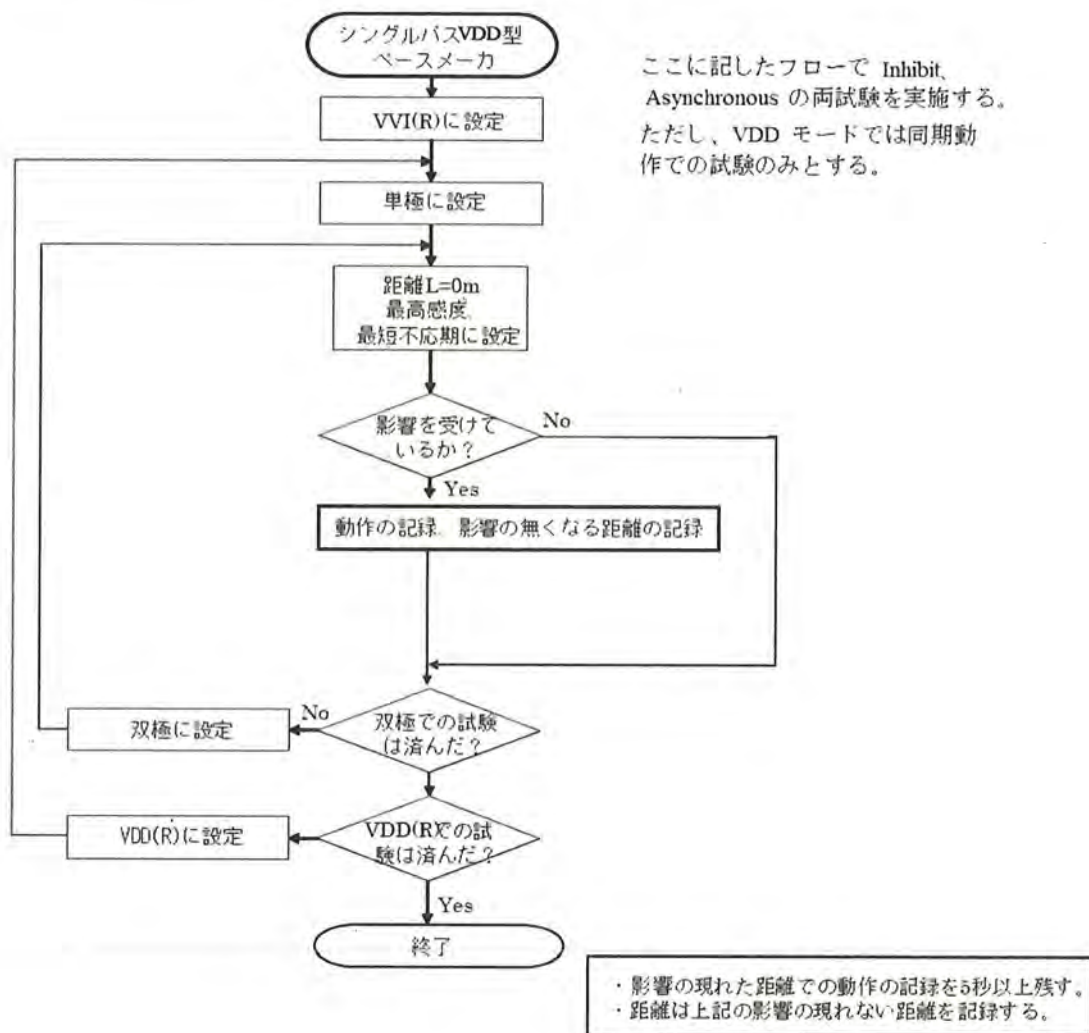 シングルパスVDD型
ペースメーカ
ここに記したフローで Inhibit、
Asynchronous の両試験を実施する。
ただし、VDD モードでは同期動
作での試験のみとする。
VVI(R)に設定
単極に設定
距離L=0m
最高感度、
最短不応期に設定
影響を受けて
いるか？
No
Yes
動作の記録、影響の無くなる距離の記録
双極での試験
は済んだ？
No
双極に設定
VDD(R)での試
験は済んだ？
VDD(R)に設定
Yes
終了
・影響の現れた距離での動作の記録を5秒以上残す。
・距離は上記の影響の現れない距離を記録する。